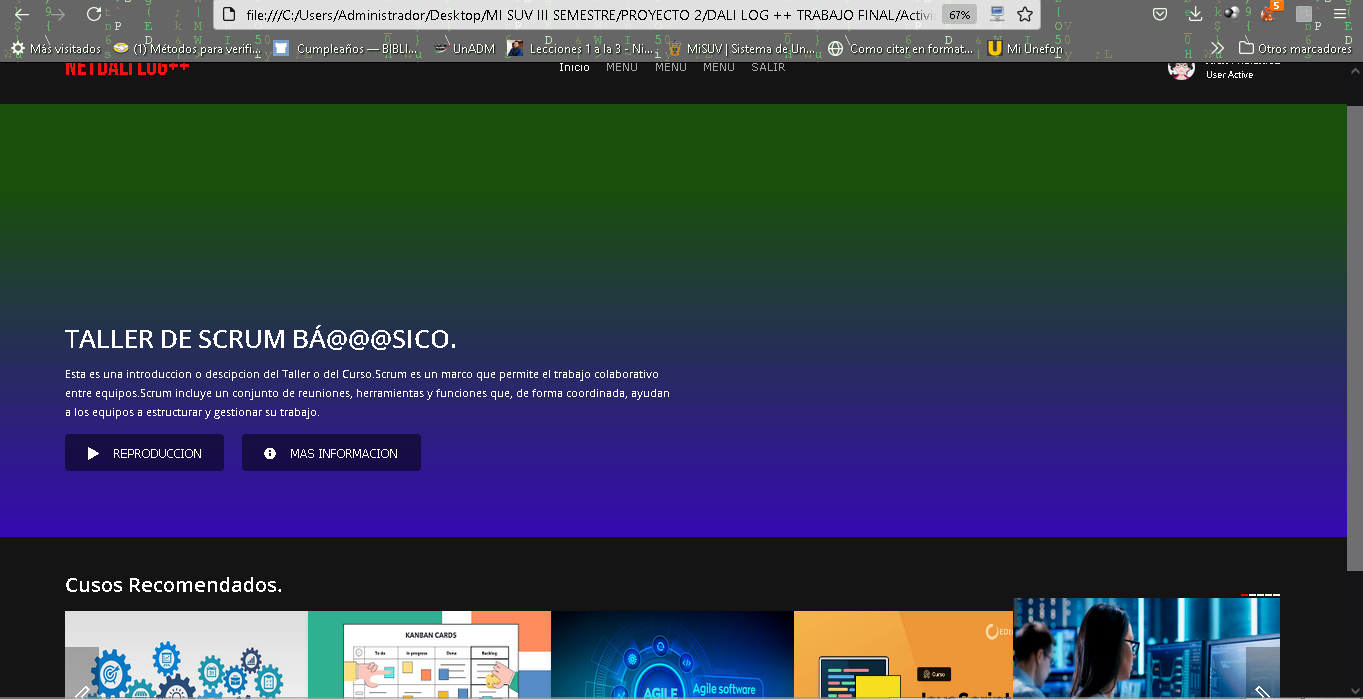 file:///C:/Users/Administrador/Desktop/MI SUV III SEMESTRE/PROYECTO 2/DALI LOG ++ TRABAJO FINAL/Activi
67%
5
Más visitados
(1) Métodos para verifi...
Cumpleaños — BIBLI...
UnADM
Lecciones 1 a la 3 - Ni...
MiSUV | Sistema de Un...
Como citar en format...
Mi Unefon
Otros marcadores
NETDALI LOG++
Inicio MENU MENU MENU SALIR
User Active
TALLER DE SCRUM BÁ@@@SICO.
Esta es una introduccion o descipcion del Taller o del Curso.Scrum es un marco que permite el trabajo colaborativo
entre equipos.Scrum incluye un conjunto de reuniones, herramientas y funciones que, de forma coordinada, ayudan
a los equipos a estructurar y gestionar su trabajo.
REPRODUCCION
MAS INFORMACION
Cusos Recomendados.
KANBAN CARDS
To do In progress Done Backlog
AGILE
Agile software
Curso
JavaScript